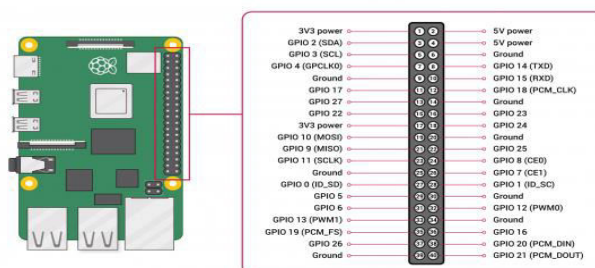 3V3 power 1 2 5V power
GPIO 2 (SDA) 3 4 5V power
GPIO 3 (SCL) 5 6 Ground
GPIO 4 (GPCLK0) 7 8 GPIO 14 (TXD)
Ground 9 10 GPIO 15 (RXD)
GPIO 17 11 12 GPIO 18 (PCM_CLK)
GPIO 27 13 14 Ground
GPIO 22 15 16 GPIO 23
3V3 power 17 18 GPIO 24
GPIO 10 (MOSI) 19 20 Ground
GPIO 9 (MISO) 21 22 GPIO 25
GPIO 11 (SCLK) 23 24 GPIO 8 (CE0)
Ground 25 26 GPIO 7 (CE1)
GPIO 0 (ID_SD) 27 28 GPIO 1 (ID_SC)
GPIO 5 29 30 Ground
GPIO 6 31 32 GPIO 12 (PWM0)
GPIO 13 (PWM1) 33 34 Ground
GPIO 19 (PCM_FS) 35 36 GPIO 16
GPIO 26 37 38 GPIO 20 (PCM_DIN)
Ground 39 40 GPIO 21 (PCM_DOUT)